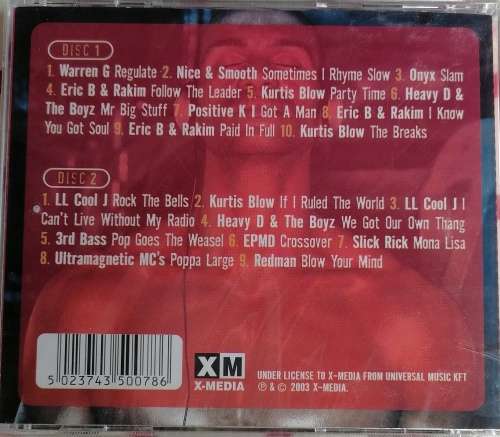 DISC 1
1. Warren G Regulate 2. Nice & Smooth Sometimes I Rhyme Slow 3. Onyx Slam
4. Eric B & Rakim Follow The Leader 5. Kurtis Blow Party Time 6. Heavy D &
The Boyz Mr Big Stuff 7. Positive K I Got A Man 8. Eric B & Rakim I Know
You Got Soul 9. Eric B & Rakim Paid In Full 10. Kurtis Blow The Breaks
DISC 2
1. LL Cool J Rock The Bells 2. Kurtis Blow If I Ruled The World 3. LL Cool J I
Can't Live Without My Radio 4. Heavy D & The Boyz We Got Our Own Thang
5. 3rd Bass Pop Goes The Weasel 6. EPMD Crossover 7. Slick Rick Mona Lisa
8. Ultramagnetic MC's Poppa Large 9. Redman Blow Your Mind
5 023743 500786
XM
X-MEDIA
UNDER LICENSE TO X-MEDIA FROM UNIVERSAL MUSIC KFT
℗ & © 2003 X-MEDIA.